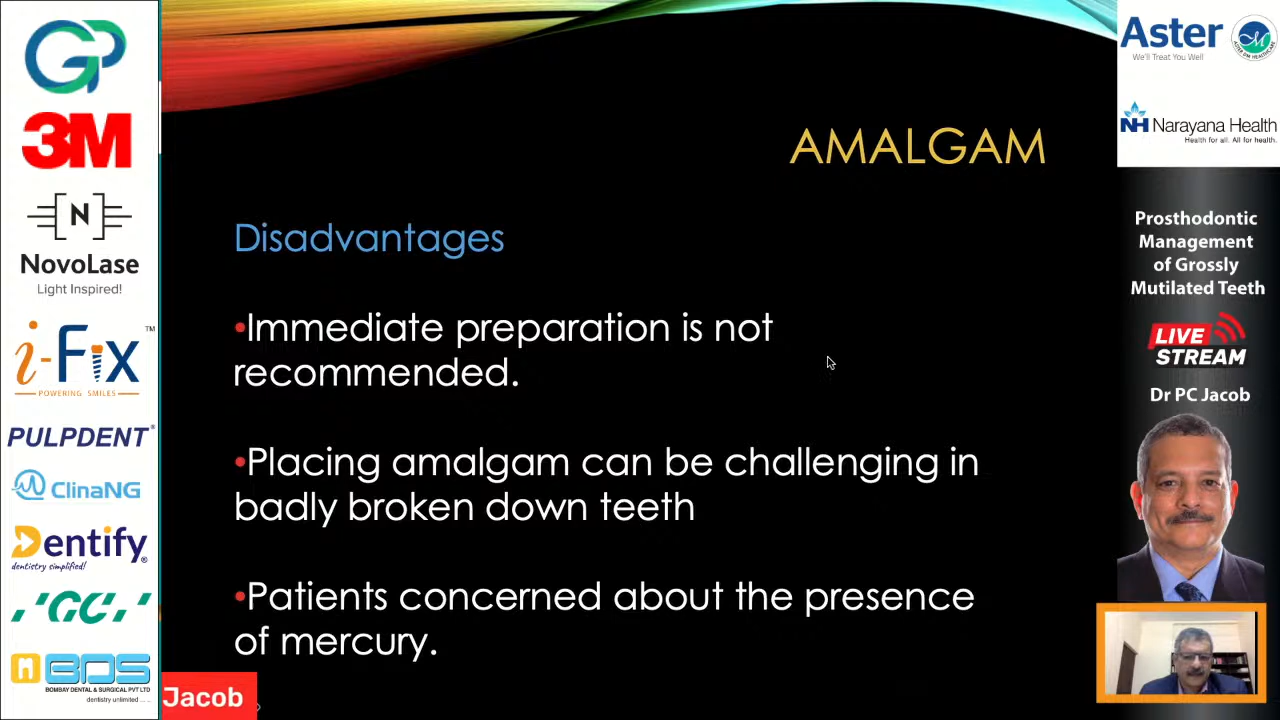 GP
3M
N
NovoLase
Light Inspired!
i-Fix™
POWERING SMILES
PULPDENT®
ClinaNG
Dentify®
dentistry simplified!
GC
BDS
BOMBAY DENTAL & SURGICAL PVT LTD
dentistry unlimited ... ..
AMALGAM
Disadvantages
•Immediate preparation is not
recommended.
•Placing amalgam can be challenging in
badly broken down teeth
•Patients concerned about the presence
of mercury.
Jacob
Aster
We'll Treat You Well
NH Narayana Health
Health for all. All for health.
Prosthodontic
Management
of Grossly
Mutilated Teeth
LIVE
STREAM
Dr PC Jacob